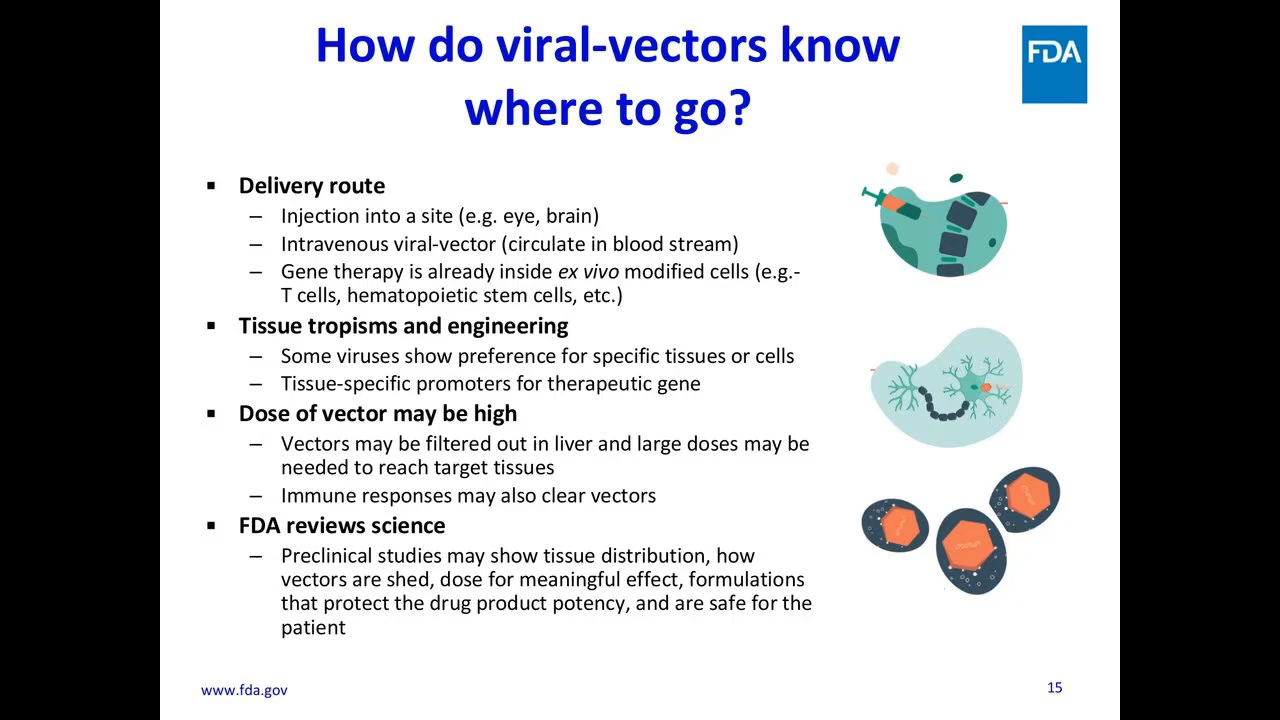 How do viral-vectors know
where to go?
FDA
▪ Delivery route
– Injection into a site (e.g. eye, brain)
– Intravenous viral-vector (circulate in blood stream)
– Gene therapy is already inside ex vivo modified cells (e.g.-
T cells, hematopoietic stem cells, etc.)
▪ Tissue tropisms and engineering
– Some viruses show preference for specific tissues or cells
– Tissue-specific promoters for therapeutic gene
▪ Dose of vector may be high
– Vectors may be filtered out in liver and large doses may be
needed to reach target tissues
– Immune responses may also clear vectors
▪ FDA reviews science
– Preclinical studies may show tissue distribution, how
vectors are shed, dose for meaningful effect, formulations
that protect the drug product potency, and are safe for the
patient
www.fda.gov
15